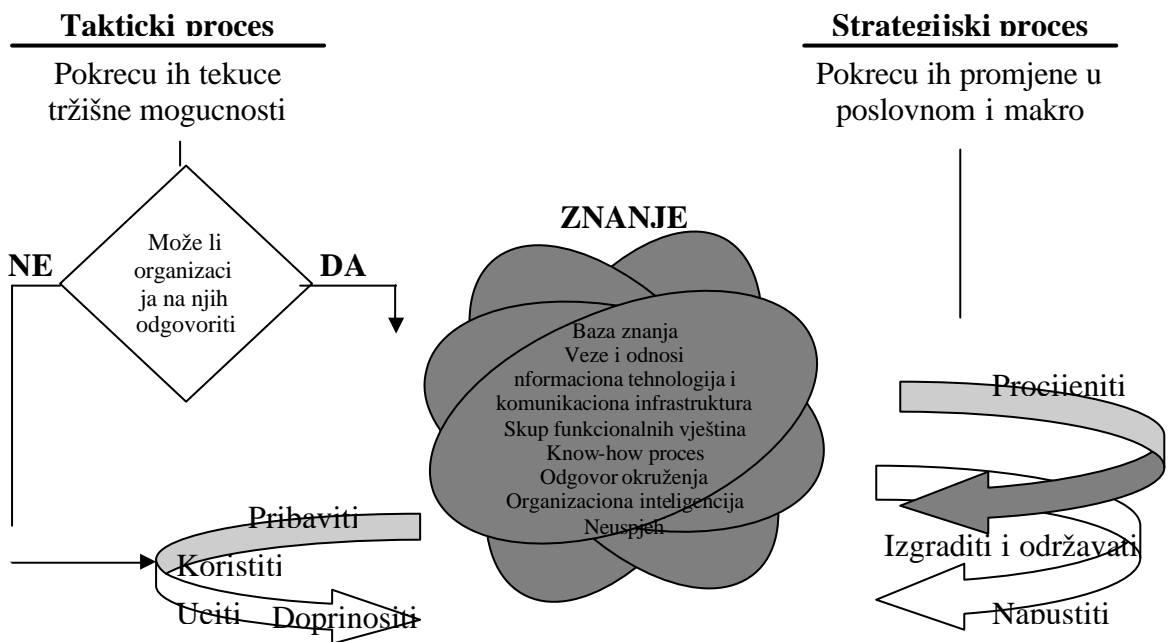 Takticki proces
Pokrecu ih tekuce
tržišne mogucnosti
NE
Može li
organizaci
ja na njih
odgovoriti
DA
Pribaviti
Koristiti
Uciti
Doprinositi
ZNANJE
Baza znanja
Veze i odnosi
nformaciona tehnologija i
komunikaciona infrastruktura
Skup funkcionalnih vještina
Know-how proces
Odgovor okruženja
Organizaciona inteligencija
Neuspjeh
Strategijski proces
Pokrecu ih promjene u
poslovnom i makro
Procijeniti
Izgraditi i održavati
Napustiti